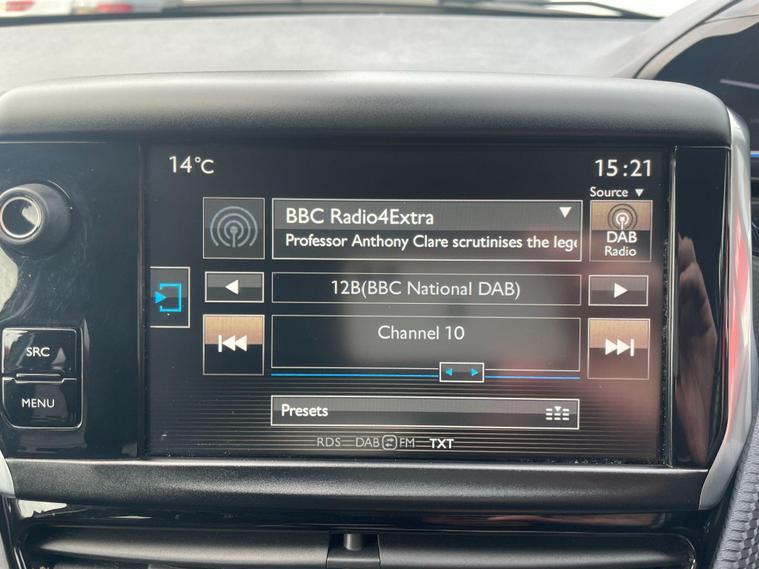 14°C
15:21
Source ▼
BBC Radio4Extra
Professor Anthony Clare scrutinises the lege
DAB
Radio
12B(BBC National DAB)
Channel 10
SRC
MENU
Presets
RDS DAB FM TXT